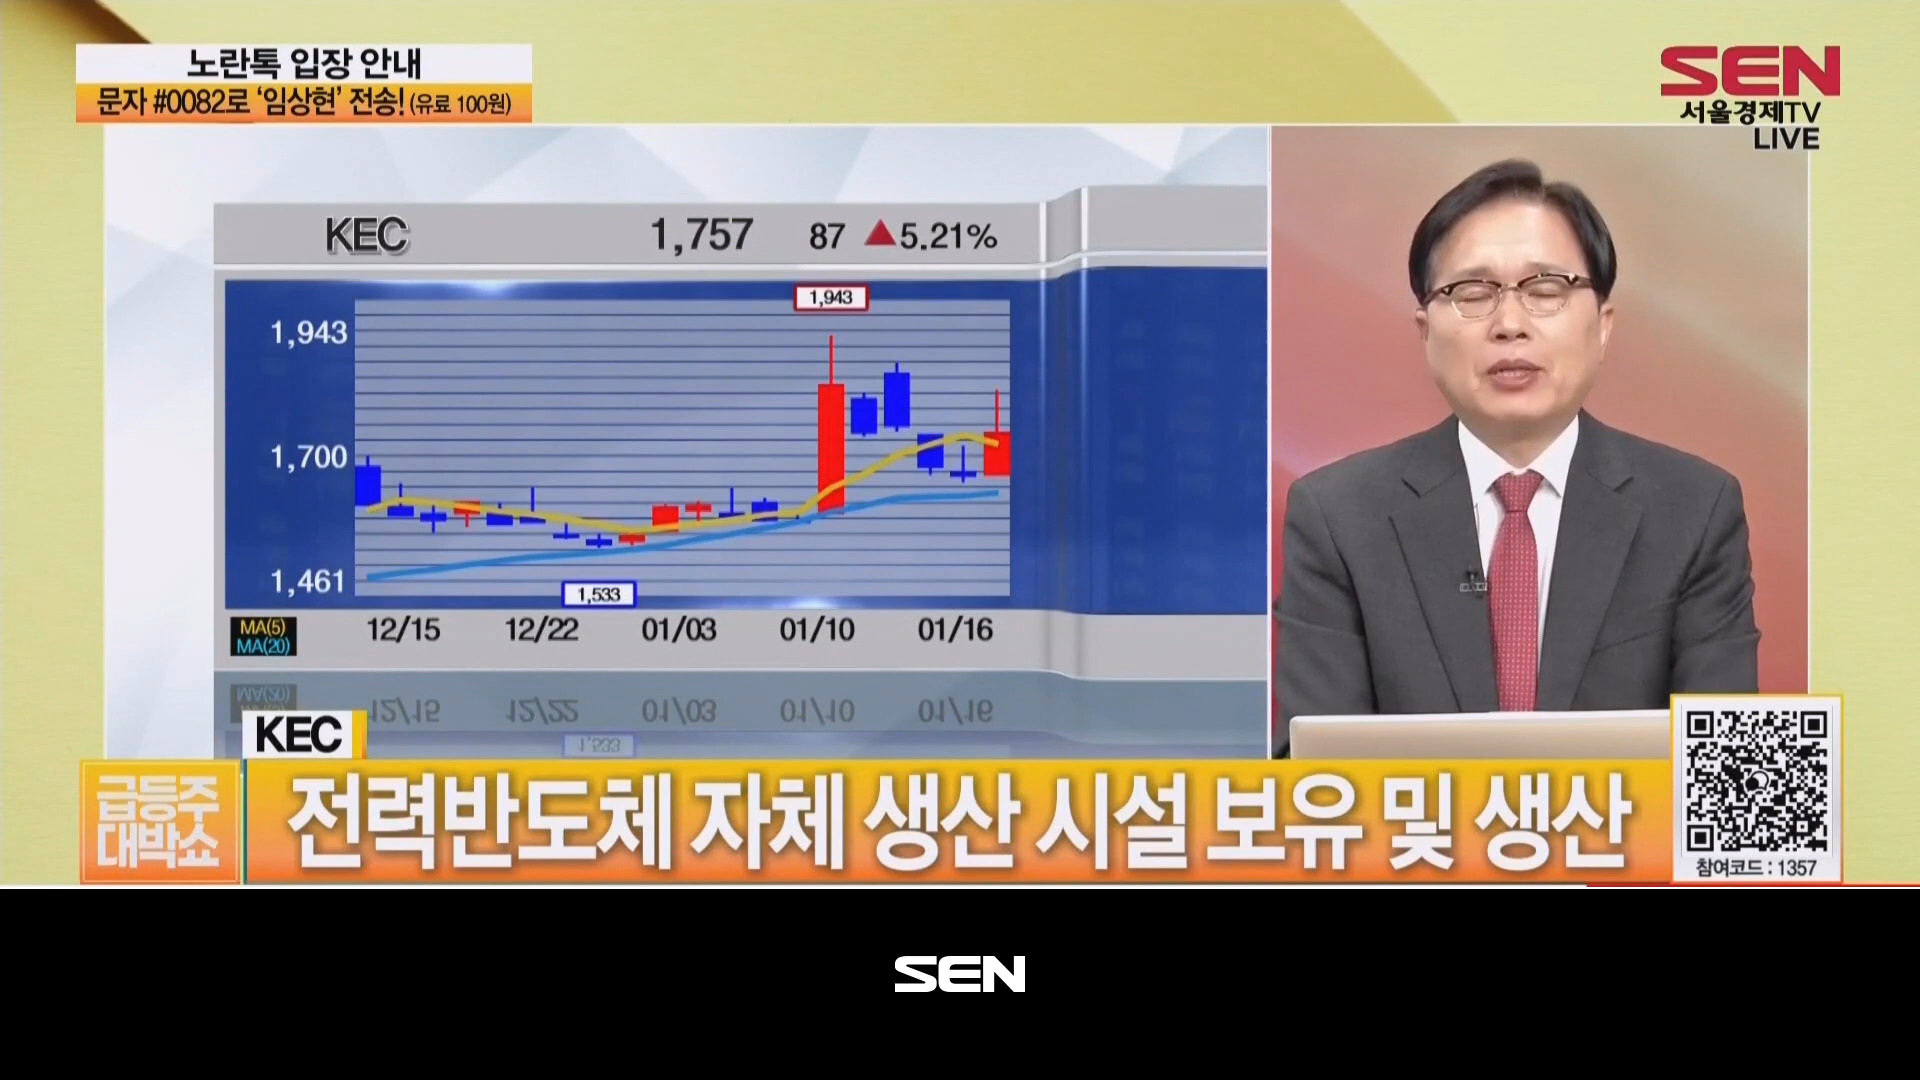 노란톡 입장 안내
문자 #0082로 '임상현' 전송! (유료 100원)
SEN
서울경제TV
LIVE
KEC 1,757 87 ▲5.21%
1,943
1,943
1,700
1,461
1,533
MA(5)
MA(20)
12/15 12/22 01/03 01/10 01/16
KEC
급등주
대박쇼
전력반도체 자체 생산 시설 보유 및 생산
참여코드 : 1357
SEN